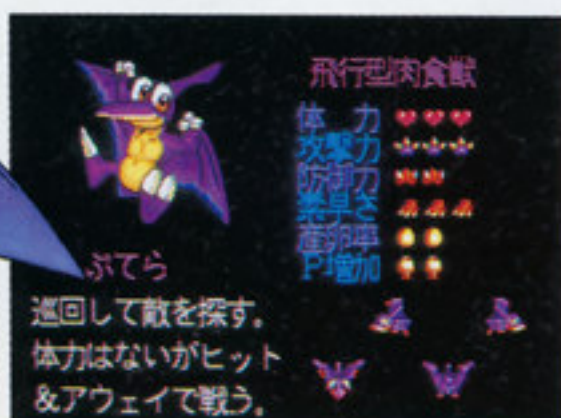 飛行型肉食獣
体力
攻撃力
防御力
素早さ
産卵率
P増加
ぷてら
巡回して敵を探す。
体力はないがヒット
&アウェイで戦う。